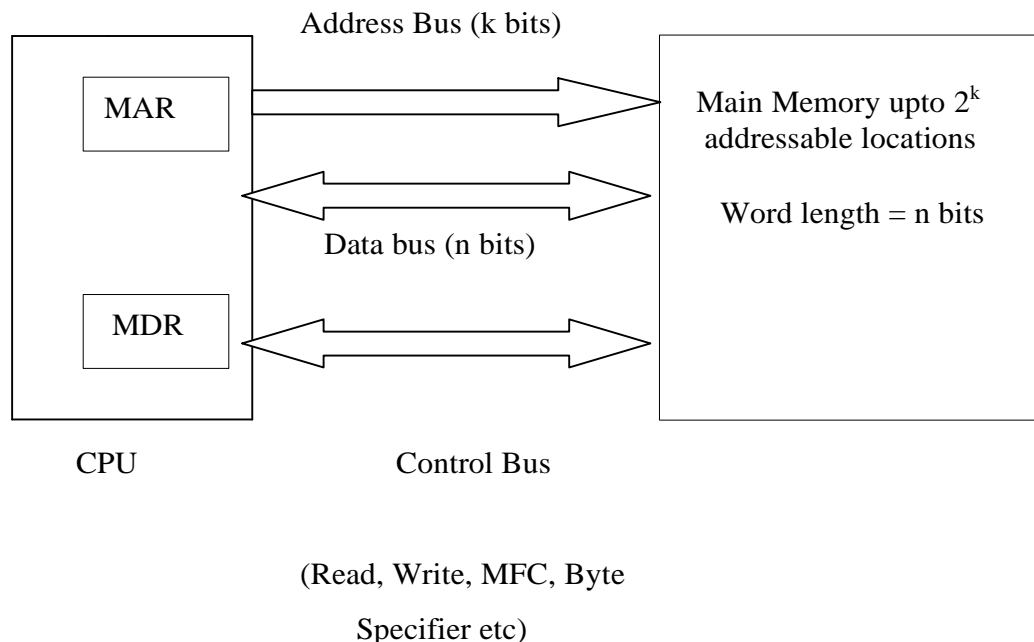 Address Bus (k bits)
MAR
Main Memory upto 2^k
addressable locations
Word length = n bits
Data bus (n bits)
MDR
CPU
Control Bus
(Read, Write, MFC, Byte
Specifier etc)